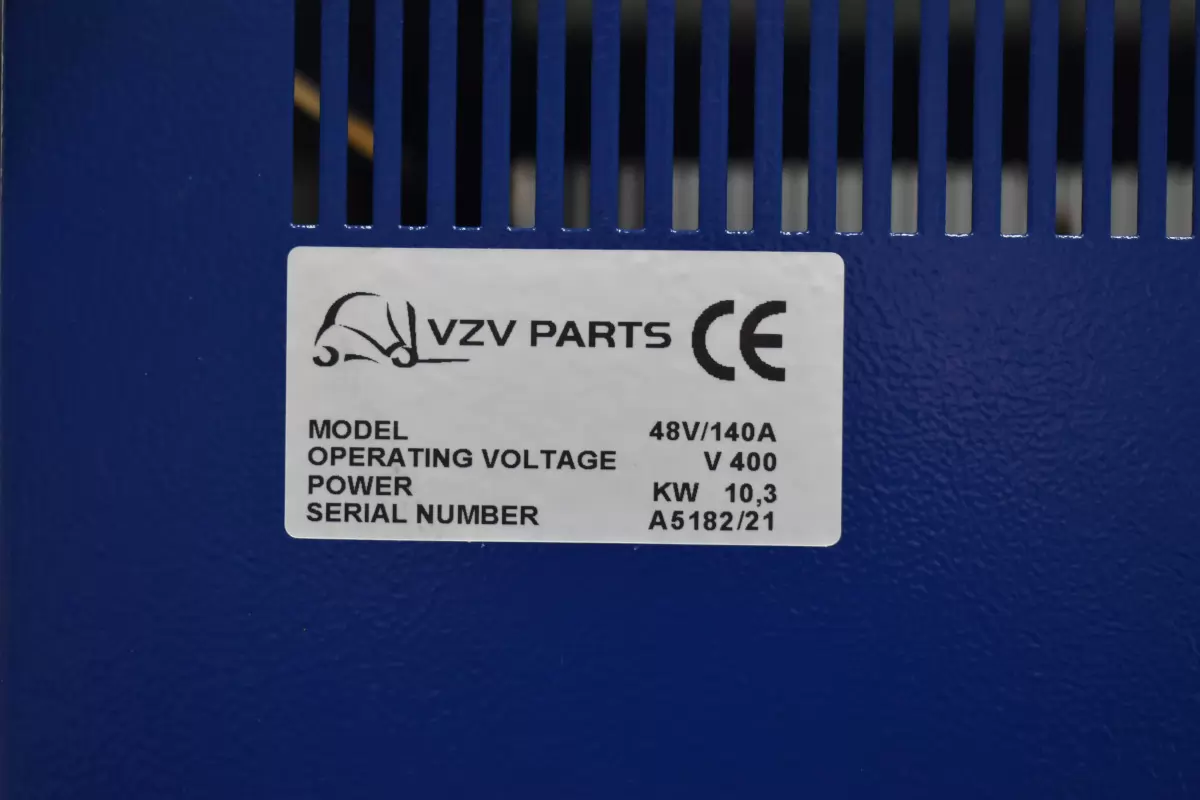 VZV PARTS CE
MODEL 48V/140A
OPERATING VOLTAGE V 400
POWER KW 10,3
SERIAL NUMBER A5182/21